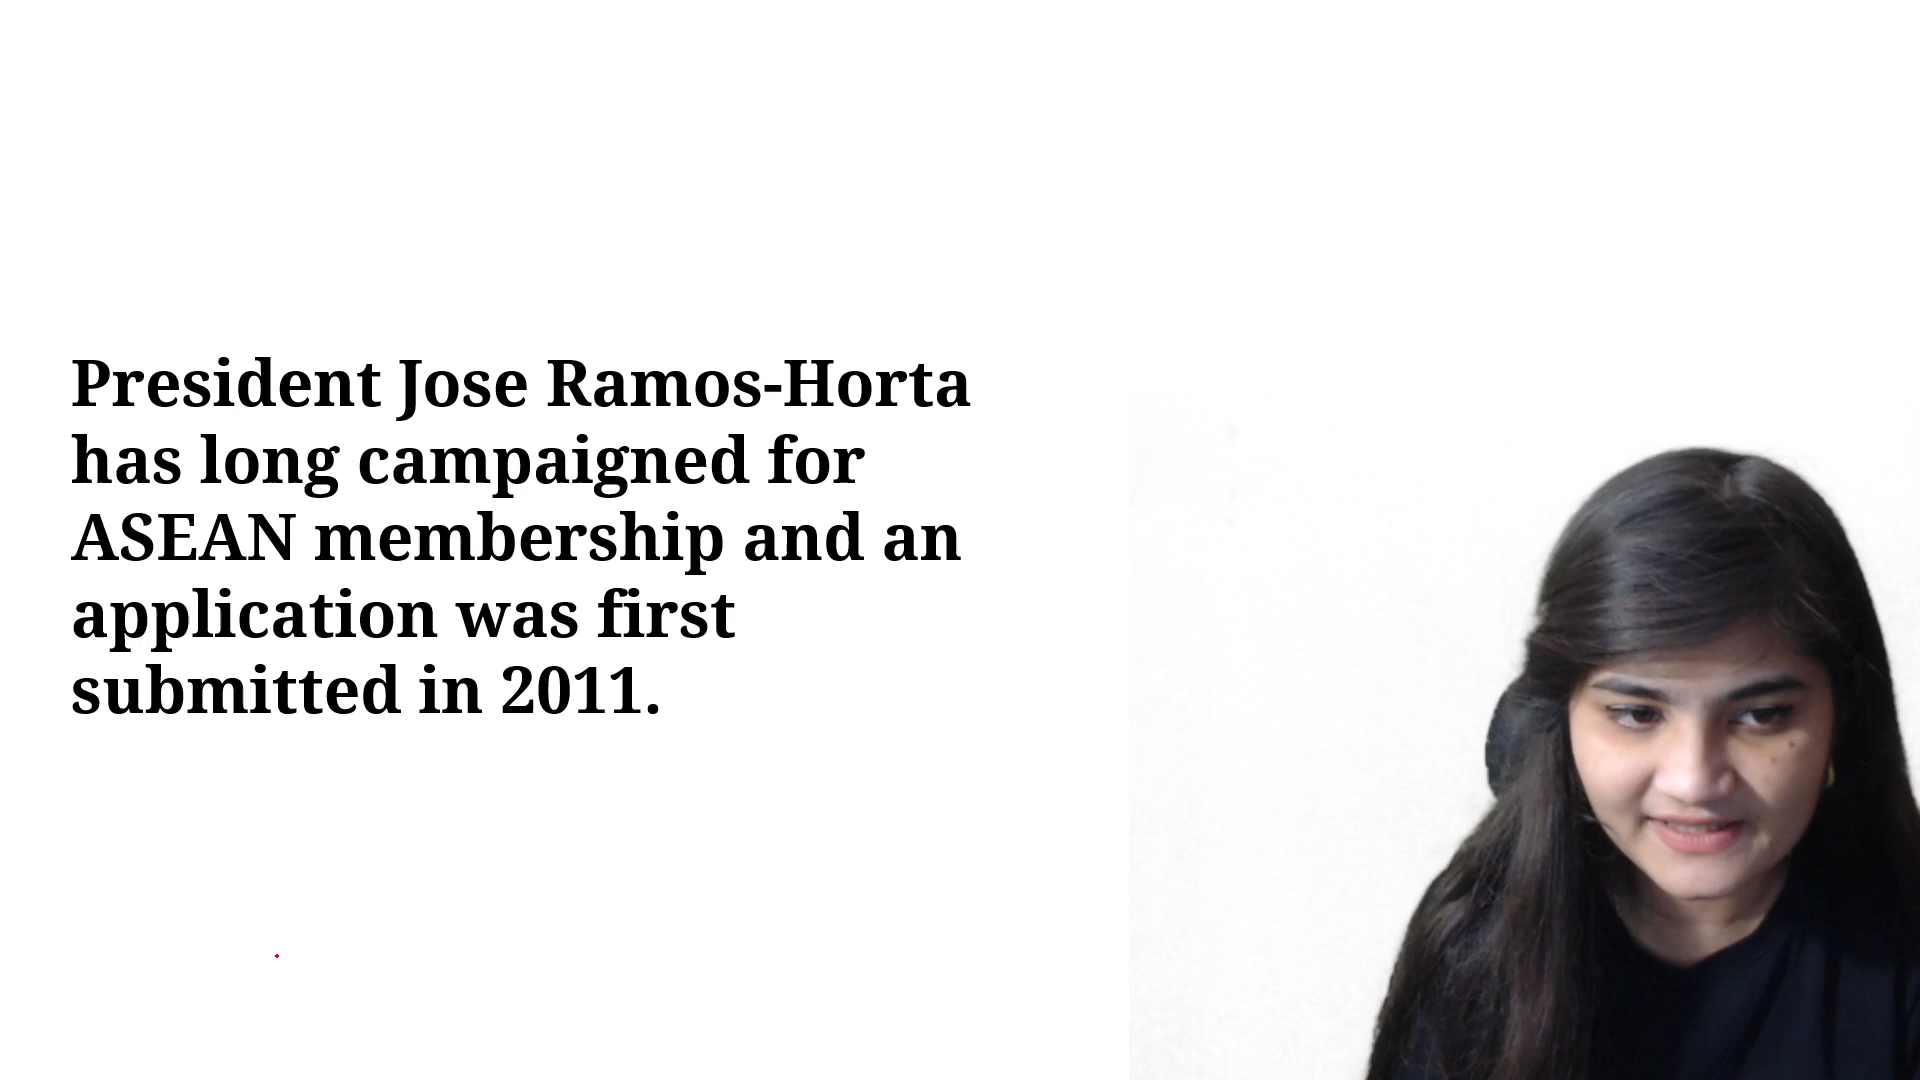 President Jose Ramos-Horta
has long campaigned for
ASEAN membership and an
application was first
submitted in 2011.